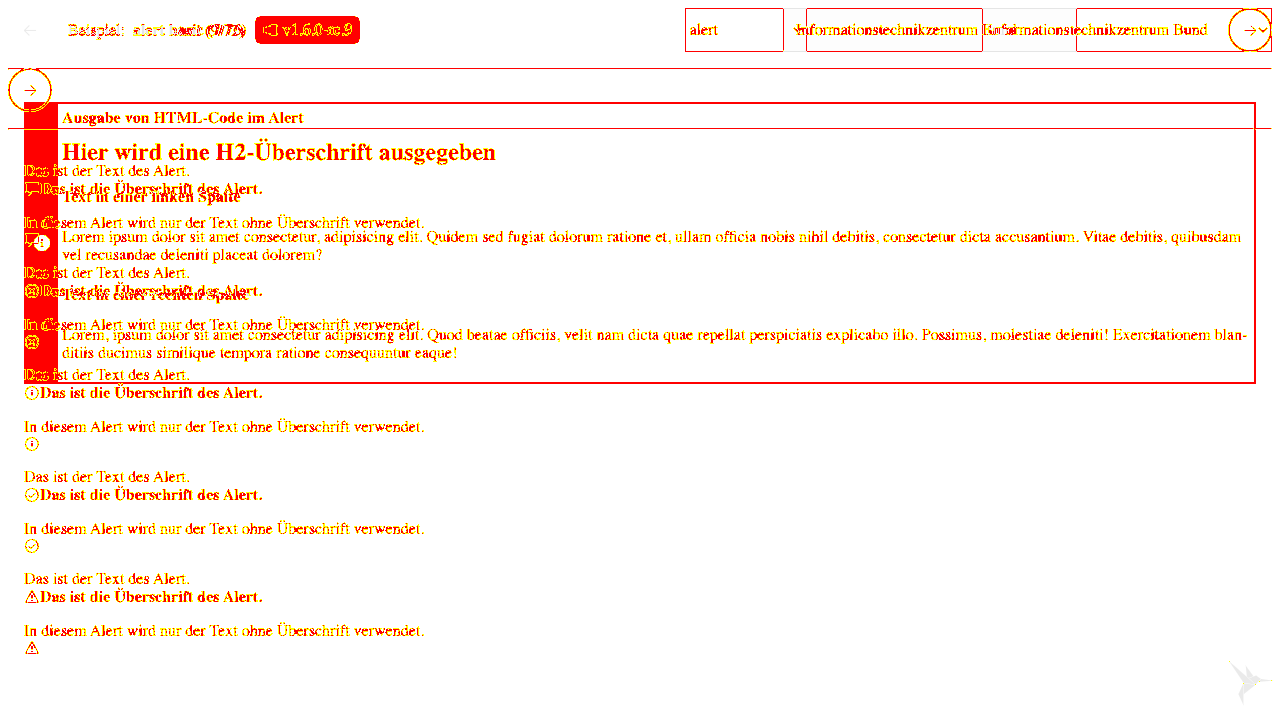 Beispiel: alert
v1.6.0-rc.9
alert
Informationstechnikzentrum
Informationstechnikzentrum Bund
Ausgabe von HTML-Code im Alert
Hier wird eine H2-Überschrift ausgegeben
Das ist der Text des Alert.
Das ist die Überschrift des Alert.
Text in einer linken Spalte
In diesem Alert wird nur der Text ohne Überschrift verwendet.
Lorem ipsum dolor sit amet consectetur, adipisicing elit. Quidem sed fugiat dolorum ratione et, ullam officia nobis nihil debitis, consectetur dicta accusantium. Vitae debitis, quibusdam
vel recusandae deleniti placeat dolorem?
Das ist der Text des Alert.
Das ist die Überschrift des Alert.
Text in einer rechten Spalte
In diesem Alert wird nur der Text ohne Überschrift verwendet.
Lorem, ipsum dolor sit amet consectetur adipisicing elit. Quod beatae officiis, velit nam dicta quae repellat perspiciatis explicabo illo. Possimus, molestiae deleniti! Exercitationem blan-
ditiis ducimus similique tempora ratione consequuntur eaque!
Das ist der Text des Alert.
Das ist die Überschrift des Alert.
In diesem Alert wird nur der Text ohne Überschrift verwendet.
Das ist der Text des Alert.
Das ist die Überschrift des Alert.
In diesem Alert wird nur der Text ohne Überschrift verwendet.
Das ist der Text des Alert.
Das ist die Überschrift des Alert.
In diesem Alert wird nur der Text ohne Überschrift verwendet.